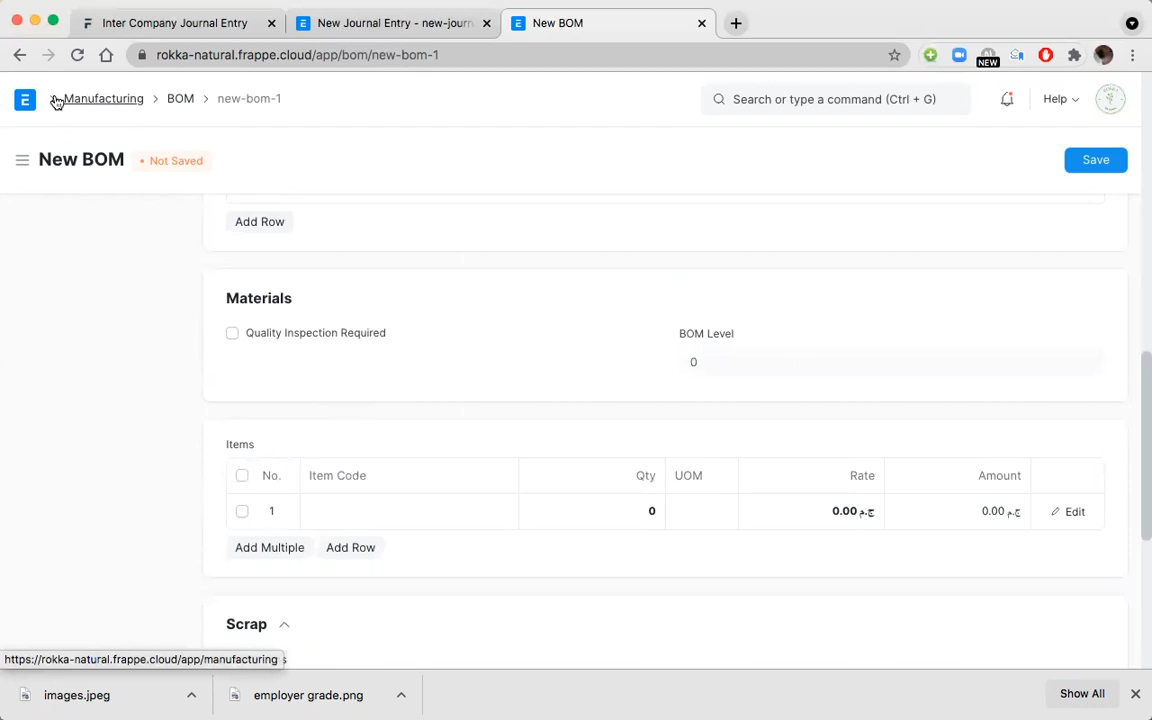 Inter Company Journal Entry
New Journal Entry - new-journ
New BOM
rokka-natural.frappe.cloud/app/bom/new-bom-1
NEW
E
Manufacturing > BOM > new-bom-1
Search or type a command (Ctrl + G)
Help
New BOM
• Not Saved
Save
Add Row
Materials
Quality Inspection Required
BOM Level
0
Items
No. Item Code Qty UOM Rate Amount
1 0 0.00 ج.م 0.00 ج.م Edit
Add Multiple
Add Row
Scrap
https://rokka-natural.frappe.cloud/app/manufacturing
images.jpeg
employer grade.png
Show All